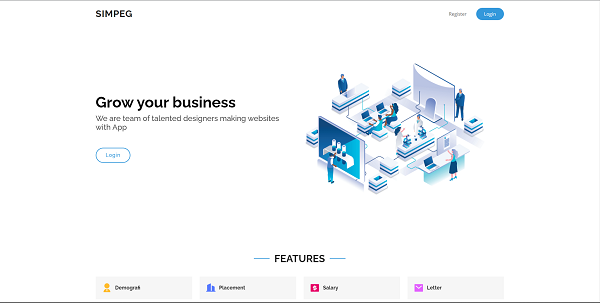 SIMPEG
Register
Login
Grow your business
We are team of talented designers making websites
with App
Login
FEATURES
Demografi
Placement
Salary
Letter